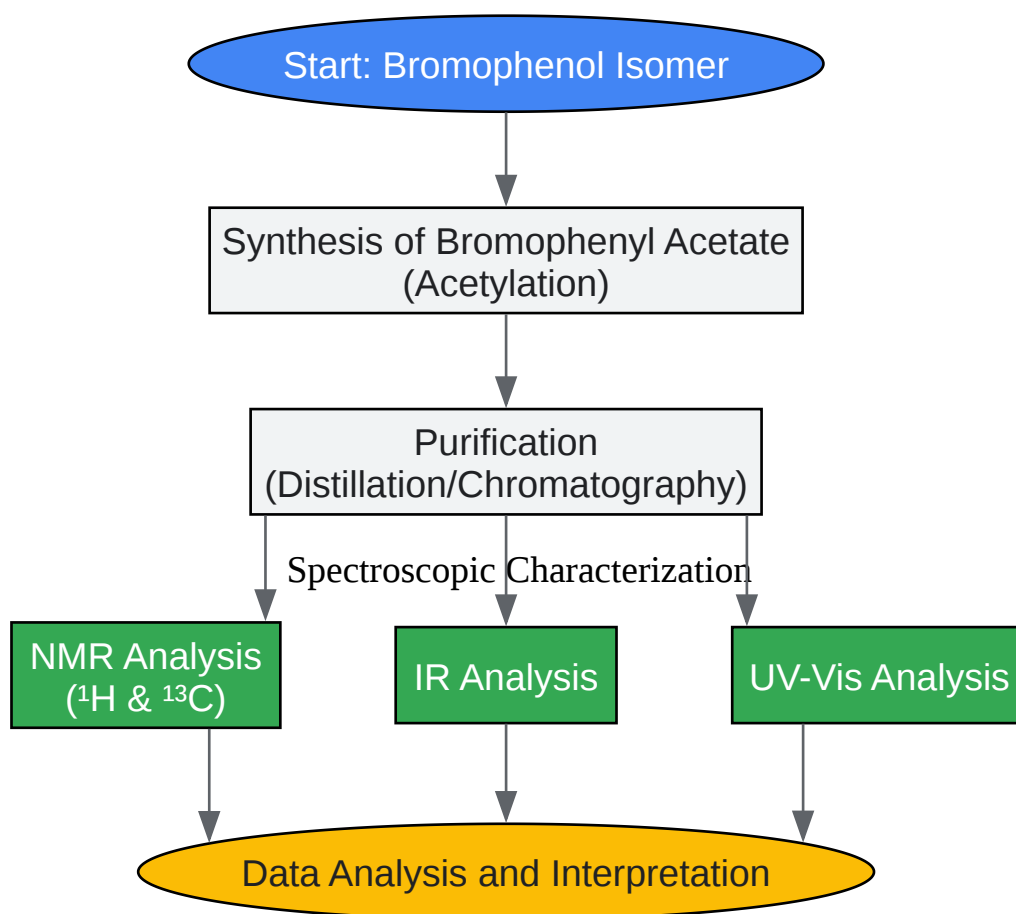 Start: Bromophenol Isomer
Synthesis of Bromophenyl Acetate
(Acetylation)
Purification
(Distillation/Chromatography)
Spectroscopic Characterization
NMR Analysis
(¹H & ¹³C)
IR Analysis
UV-Vis Analysis
Data Analysis and Interpretation